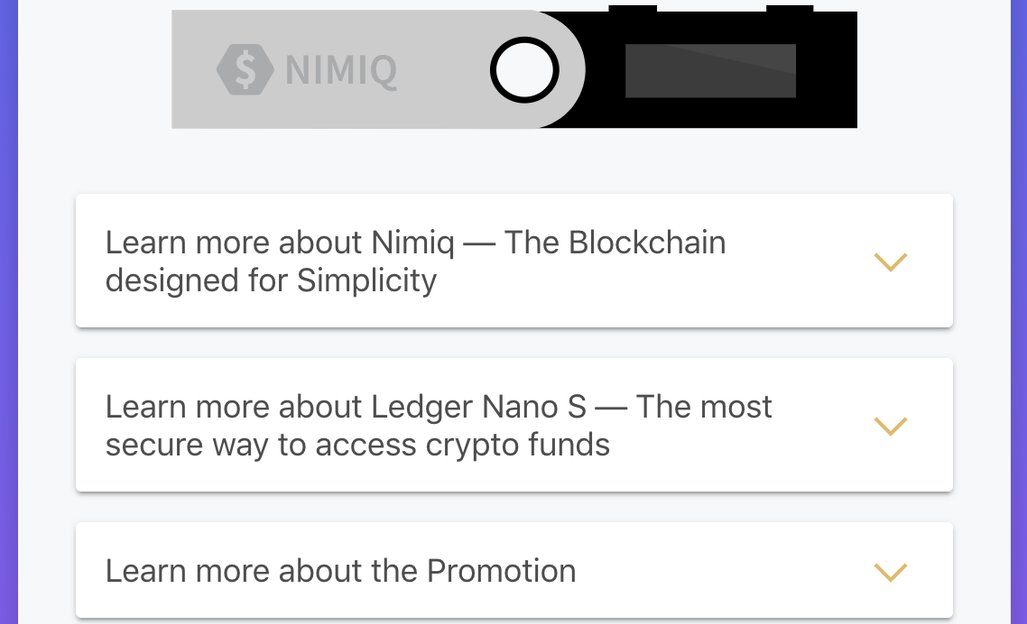 $ NIMIQ
Learn more about Nimiq — The Blockchain
designed for Simplicity
Learn more about Ledger Nano S — The most
secure way to access crypto funds
Learn more about the Promotion